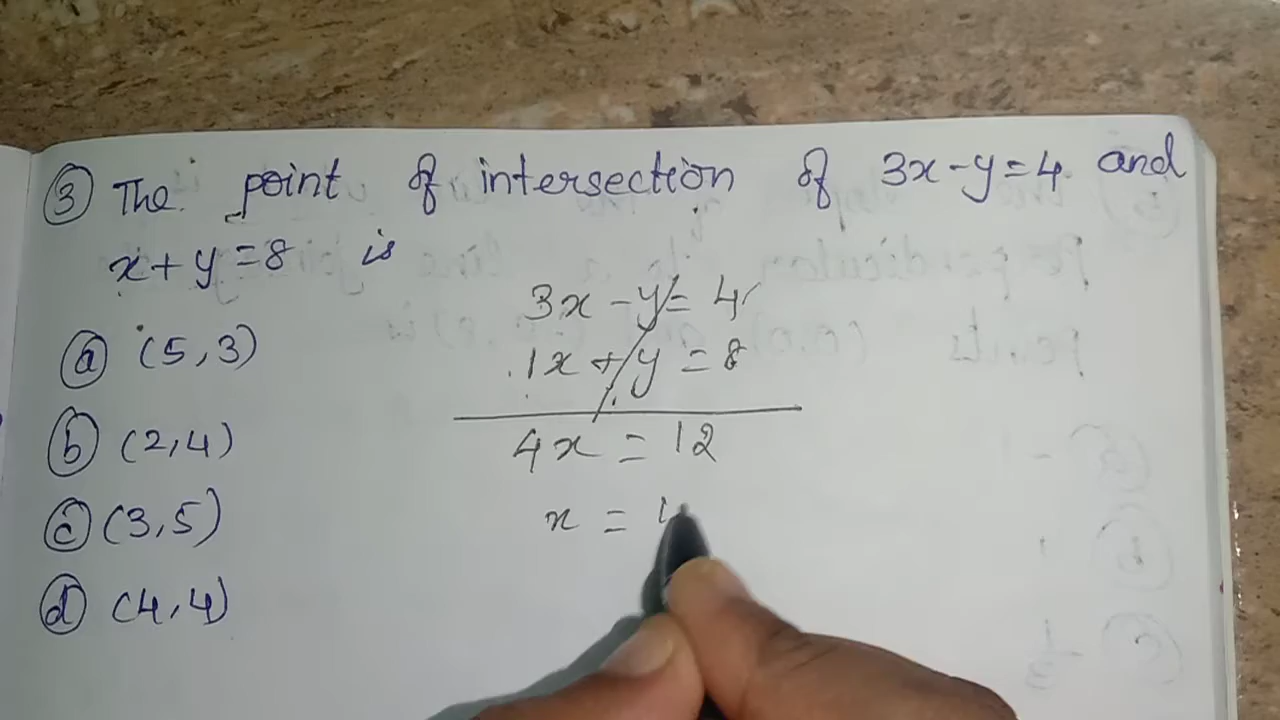 ③ The point of intersection of 3x-y=4 and
x+y=8 is
ⓐ (5,3)
ⓑ (2,4)
ⓒ (3,5)
ⓓ (4,4)
3x-y=4
1x+y=8
4x=12
x=1